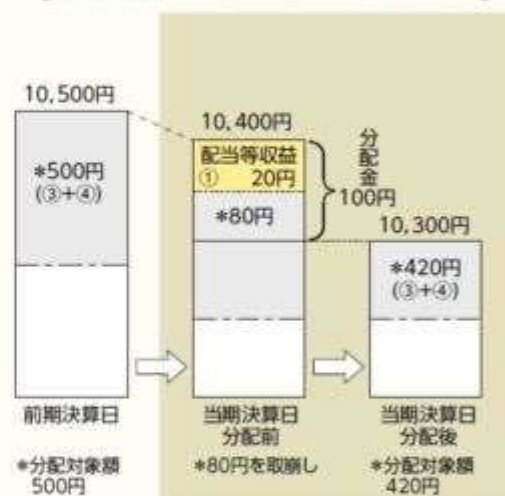 10,500円
＊500円
(③+④)
前期決算日
＊分配対象額
500円
10,400円
配当等収益
① 20円
＊80円
分配金
100円
当期決算日
分配前
＊80円を取崩し
10,300円
＊420円
(③+④)
当期決算日
分配後
＊分配対象額
420円